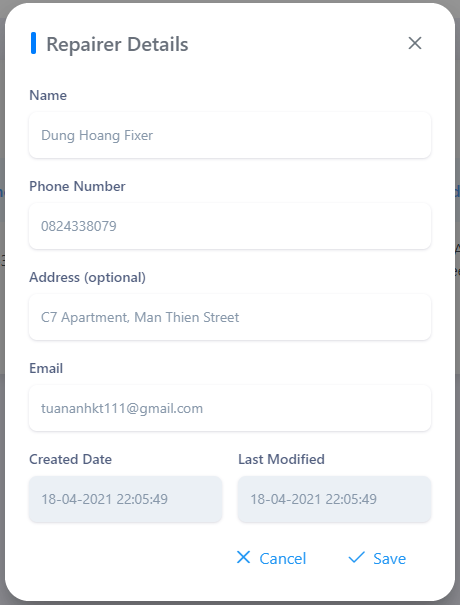 Repairer Details
Name
Dung Hoang Fixer
Phone Number
0824338079
Address (optional)
C7 Apartment, Man Thien Street
Email
tuananhkt111@gmail.com
Created Date Last Modified
18-04-2021 22:05:49 18-04-2021 22:05:49
Cancel Save